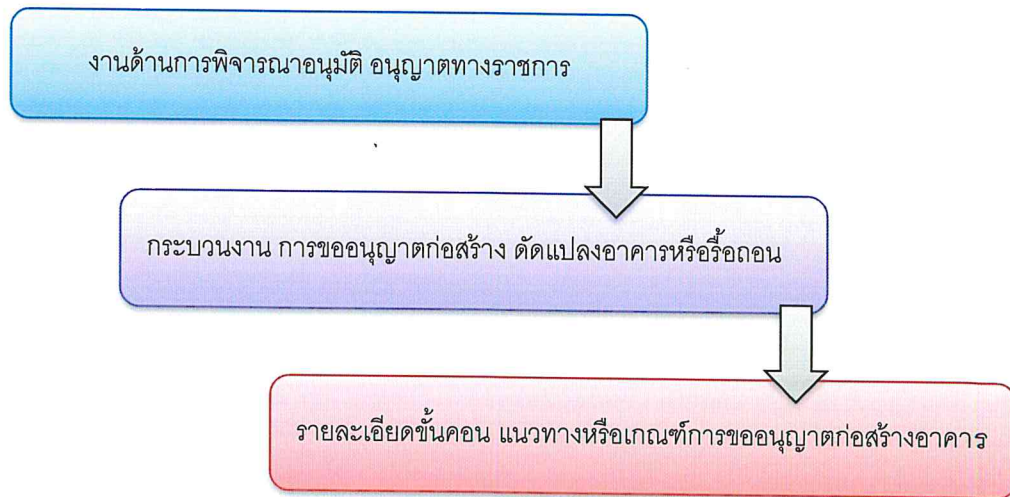 งานด้านการพิจารณาอนุมัติ อนุญาตทางราชการ
กระบวนงาน การขออนุญาตก่อสร้าง ดัดแปลงอาคารหรือรื้อถอน
รายละเอียดขั้นคอน แนวทางหรือเกณฑ์การขออนุญาตก่อสร้างอาคาร